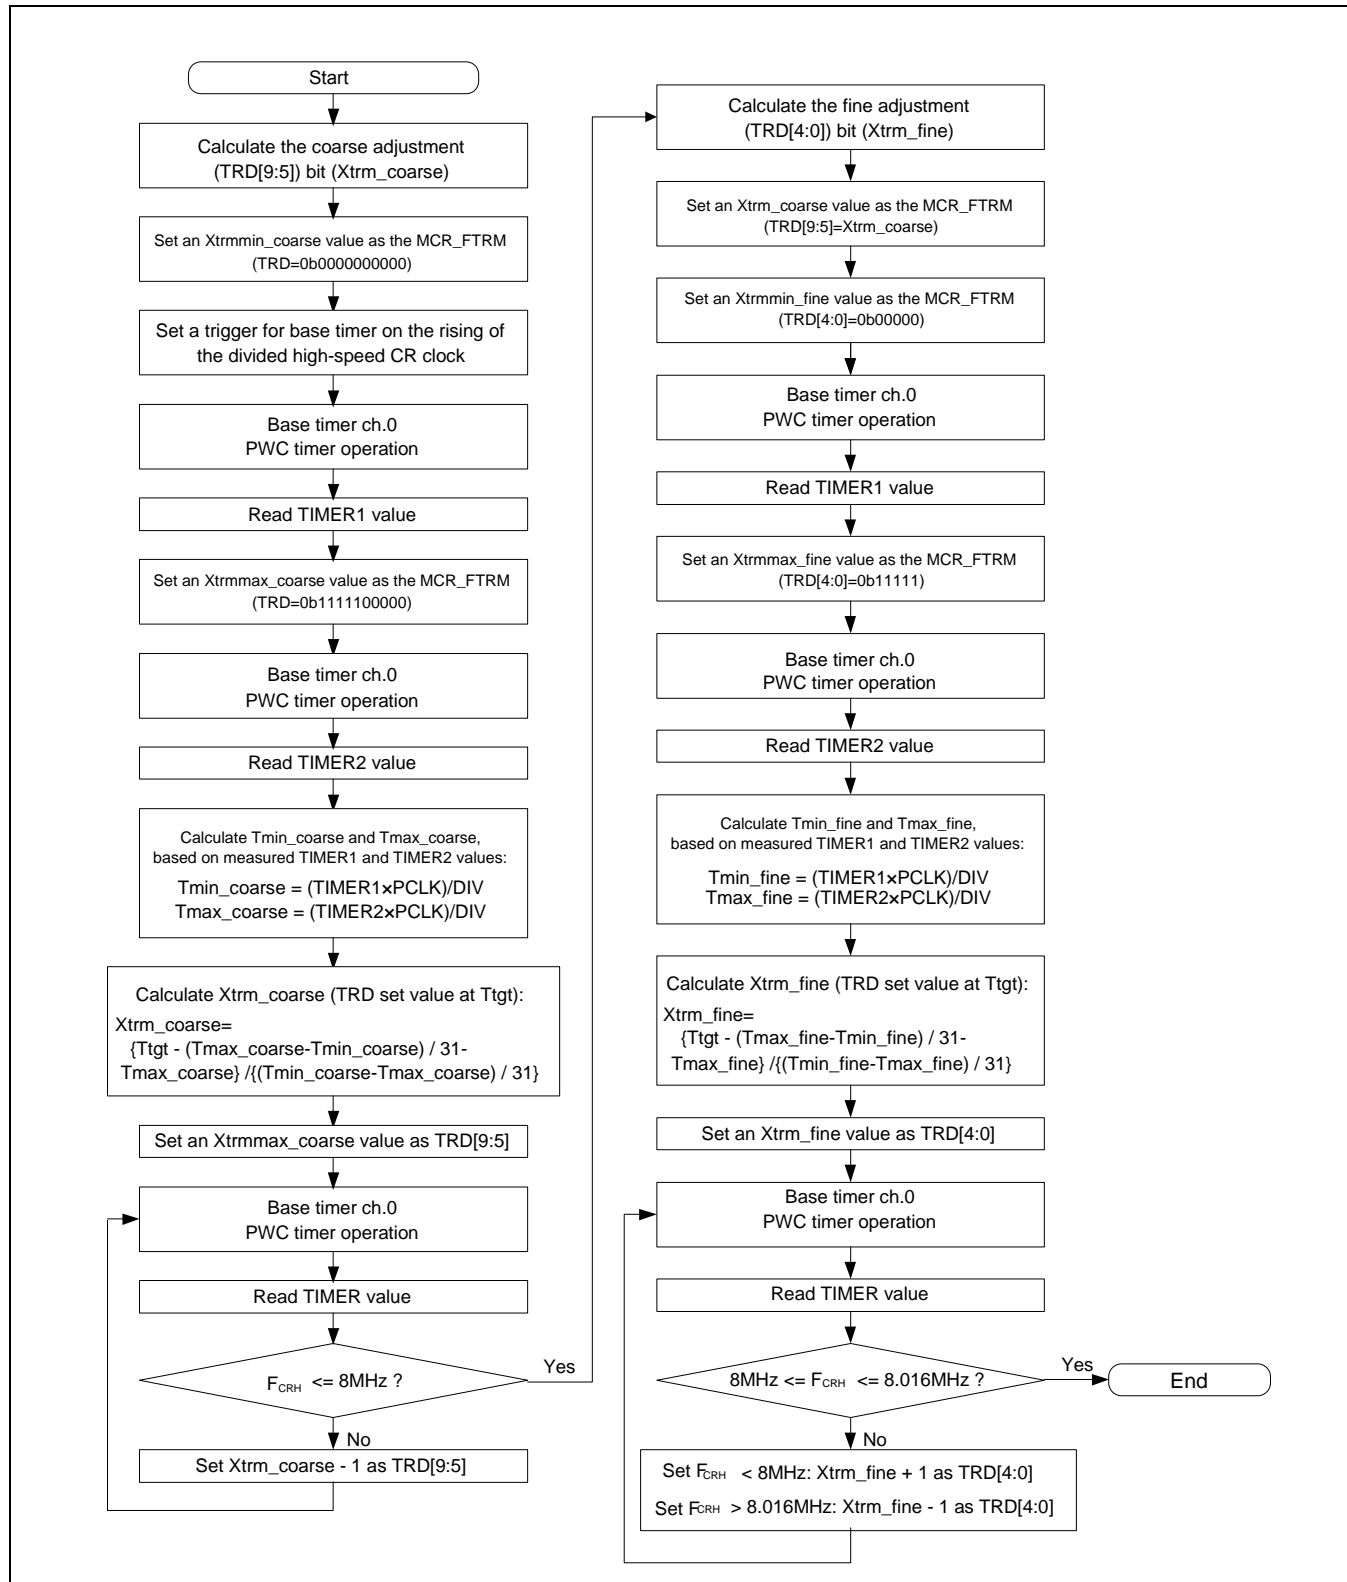 Start
Calculate the coarse adjustment
(TRD[9:5]) bit (Xtrm_coarse)
Set an Xtrmmin_coarse value as the MCR_FTRM
(TRD=0b0000000000)
Set a trigger for base timer on the rising of
the divided high-speed CR clock
Base timer ch.0
PWC timer operation
Read TIMER1 value
Set an Xtrmmax_coarse value as the MCR_FTRM
(TRD=0b1111100000)
Base timer ch.0
PWC timer operation
Read TIMER2 value
Calculate Tmin_coarse and Tmax_coarse,
based on measured TIMER1 and TIMER2 values:
Tmin_coarse = (TIMER1×PCLK)/DIV
Tmax_coarse = (TIMER2×PCLK)/DIV
Calculate Xtrm_coarse (TRD set value at Ttgt):
Xtrm_coarse=
{Ttgt - (Tmax_coarse-Tmin_coarse) / 31-
Tmax_coarse} /{(Tmin_coarse-Tmax_coarse) / 31}
Set an Xtrmmax_coarse value as TRD[9:5]
Base timer ch.0
PWC timer operation
Read TIMER value
FCRH <= 8MHz ?
Yes
No
Set Xtrm_coarse - 1 as TRD[9:5]
Calculate the fine adjustment
(TRD[4:0]) bit (Xtrm_fine)
Set an Xtrm_coarse value as the MCR_FTRM
(TRD[9:5]=Xtrm_coarse)
Set an Xtrmmin_fine value as the MCR_FTRM
(TRD[4:0]=0b00000)
Base timer ch.0
PWC timer operation
Read TIMER1 value
Set an Xtrmmax_fine value as the MCR_FTRM
(TRD[4:0]=0b11111)
Base timer ch.0
PWC timer operation
Read TIMER2 value
Calculate Tmin_fine and Tmax_fine,
based on measured TIMER1 and TIMER2 values:
Tmin_fine = (TIMER1×PCLK)/DIV
Tmax_fine = (TIMER2×PCLK)/DIV
Calculate Xtrm_fine (TRD set value at Ttgt):
Xtrm_fine=
{Ttgt - (Tmax_fine-Tmin_fine) / 31-
Tmax_fine} /{(Tmin_fine-Tmax_fine) / 31}
Set an Xtrm_fine value as TRD[4:0]
Base timer ch.0
PWC timer operation
Read TIMER value
8MHz <= FCRH <= 8.016MHz ?
Yes
End
No
Set FCRH < 8MHz: Xtrm_fine + 1 as TRD[4:0]
Set FCRH > 8.016MHz: Xtrm_fine - 1 as TRD[4:0]